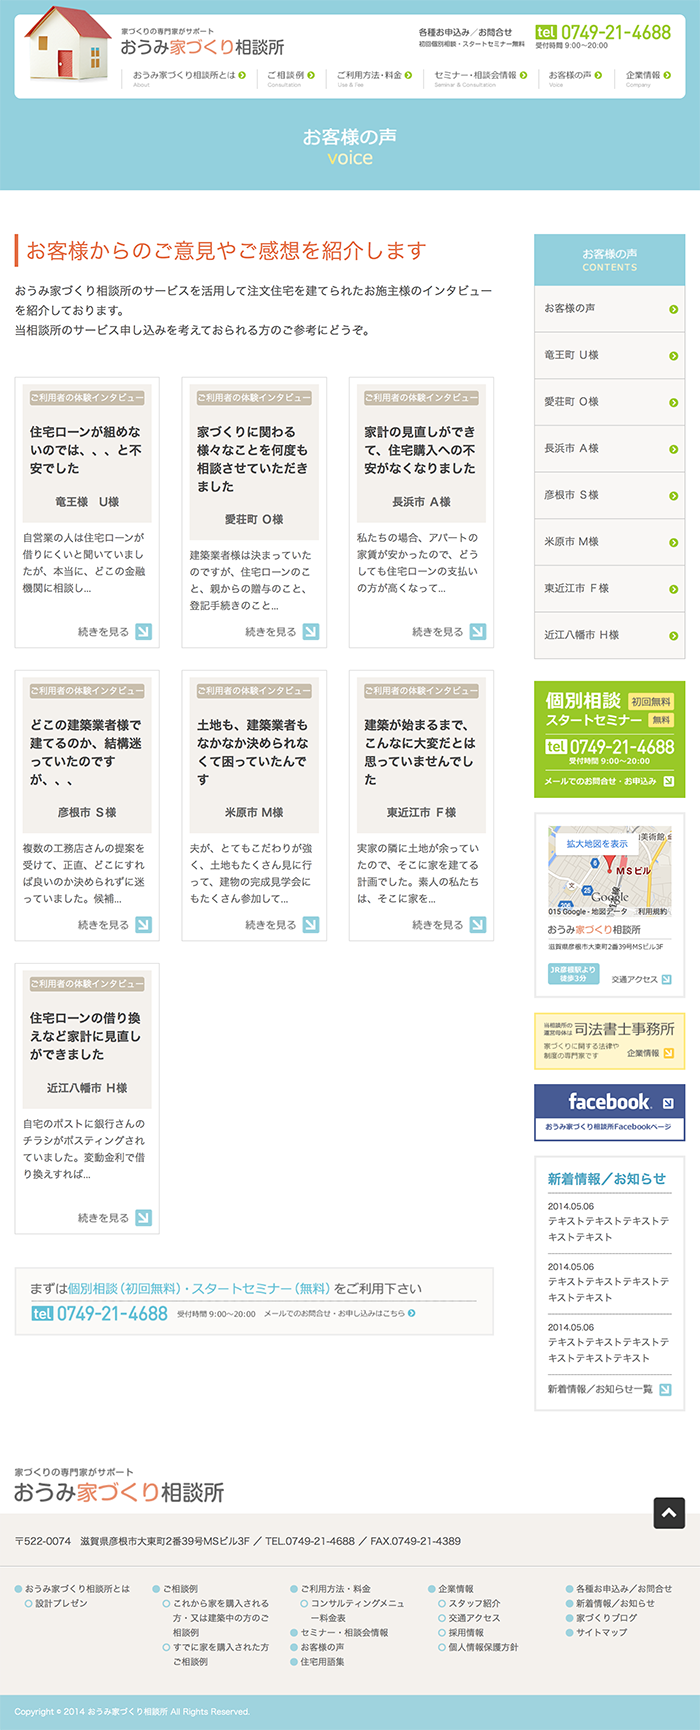 家づくりの専門家がサポート
おうみ家づくり相談所
各種お申込み／お問合せ
初回個別相談・スタートセミナー無料
tel 0749-21-4688
受付時間 9:00～20:00
おうみ家づくり相談所とは
About
ご相談例
Consultation
ご利用方法・料金
Use & Fee
セミナー・相談会情報
Seminar & Consultation
お客様の声
Voice
企業情報
Company
お客様の声
voice
お客様からのご意見やご感想を紹介します
おうみ家づくり相談所のサービスを活用して注文住宅を建てられたお施主様のインタビュー
を紹介しております。
当相談所のサービス申し込みを考えておられる方のご参考にどうぞ。
ご利用者の体験インタビュー
住宅ローンが組めな
いのでは、、、と不
安でした
竜王様 U様
自営業の人は住宅ローンが
借りにくいと聞いていまし
たが、本当に、どこの金融
機関に相談し...
続きを見る
ご利用者の体験インタビュー
家づくりに関わる
様々なことを何度も
相談させていただき
ました
愛荘町 O様
建築業者様は決まっていた
のですが、住宅ローンのこ
と、親からの贈与のこと、
登記手続きのこと...
続きを見る
ご利用者の体験インタビュー
家計の見直しができ
て、住宅購入への不
安がなくなりました
長浜市 A様
私たちの場合、アパートの
家賃が安かったので、どう
しても住宅ローンの支払い
の方が高くなって...
続きを見る
ご利用者の体験インタビュー
どこの建築業者様で
建てるのか、結構迷
っていたのです
が、、、
彦根市 S様
複数の工務店さんの提案を
受けて、正直、どこにすれ
ば良いのか決められずに迷
っていました。候補...
続きを見る
ご利用者の体験インタビュー
土地も、建築業者も
なかなか決められな
くて困っていたんで
す
米原市 M様
夫が、とてもこだわりが強
く、土地もたくさん見に行
って、建物の完成見学会に
もたくさん参加して...
続きを見る
ご利用者の体験インタビュー
建築が始まるまで、
こんなに大変だとは
思っていませんでし
た
東近江市 F様
実家の隣に土地が余ってい
たので、そこに家を建てる
計画でした。素人の私たち
は、そこに家を...
続きを見る
ご利用者の体験インタビュー
住宅ローンの借り換
えなど家計に見直し
ができました
近江八幡市 H様
自宅のポストに銀行さんの
チラシがポスティングされ
ていました。変動金利で借
り換えすれば...
続きを見る
まずは個別相談（初回無料）・スタートセミナー（無料）をご利用下さい
tel 0749-21-4688 受付時間 9:00～20:00 メールでのお問合せ・お申し込みはこちら
お客様の声
CONTENTS
お客様の声
竜王町 U様
愛荘町 O様
長浜市 A様
彦根市 S様
米原市 M様
東近江市 F様
近江八幡市 H様
個別相談 初回無料
スタートセミナー 無料
tel 0749-21-4688
受付時間 9:00～20:00
メールでのお問合せ・お申込み
拡大地図を表示
美術館
MSビル
Google
015 Google - 地図データ 利用規約
おうみ家づくり相談所
滋賀県彦根市大東町2番39号MSビル3F
JR彦根駅より
徒歩3分
交通アクセス
当相談所の
運営母体は
司法書士事務所
家づくりに関する法律や
制度の専門家です
企業情報
facebook
おうみ家づくり相談所Facebookページ
新着情報／お知らせ
2014.05.06
テキストテキストテキストテ
キストテキスト
2014.05.06
テキストテキストテキストテ
キストテキスト
2014.05.06
テキストテキストテキストテ
キストテキストテキスト
新着情報／お知らせ一覧
家づくりの専門家がサポート
おうみ家づくり相談所
〒522-0074 滋賀県彦根市大東町2番39号MSビル3F ／ TEL.0749-21-4688 ／ FAX.0749-21-4389
おうみ家づくり相談所とは
設計プレゼン
ご相談例
これから家を購入される
方・又は建築中の方のご
相談例
すでに家を購入された方
ご相談例
ご利用方法・料金
コンサルティングメニュ
ー料金表
セミナー・相談会情報
お客様の声
住宅用語集
企業情報
スタッフ紹介
交通アクセス
採用情報
個人情報保護方針
各種お申込み／お問合せ
新着情報／お知らせ
家づくりブログ
サイトマップ
Copyright © 2014 おうみ家づくり相談所 All Rights Reserved.